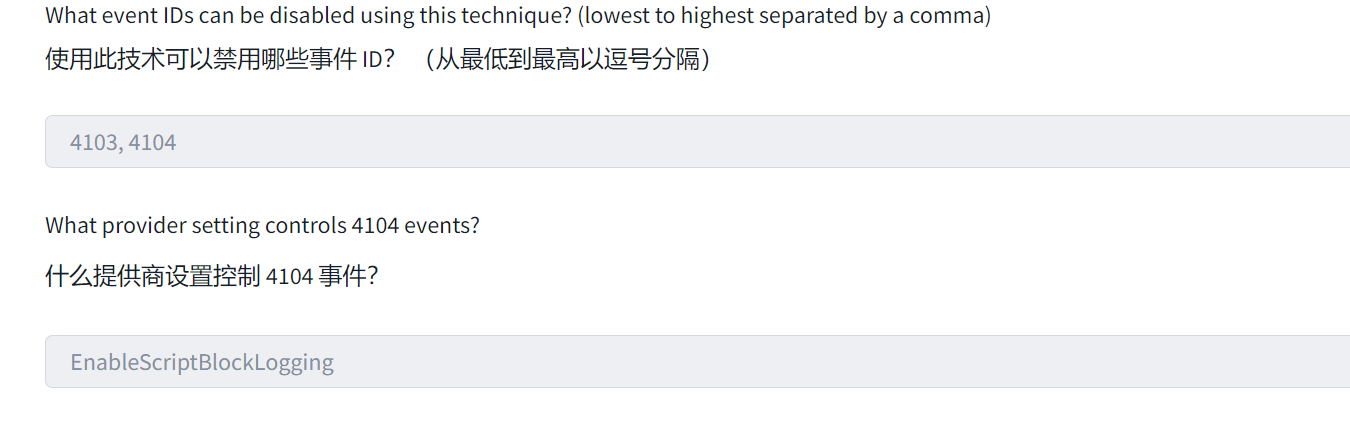 What event IDs can be disabled using this technique? (lowest to highest separated by a comma)
使用此技术可以禁用哪些事件 ID？ （从最低到最高以逗号分隔）
4103, 4104
What provider setting controls 4104 events?
什么提供商设置控制 4104 事件？
EnableScriptBlockLogging